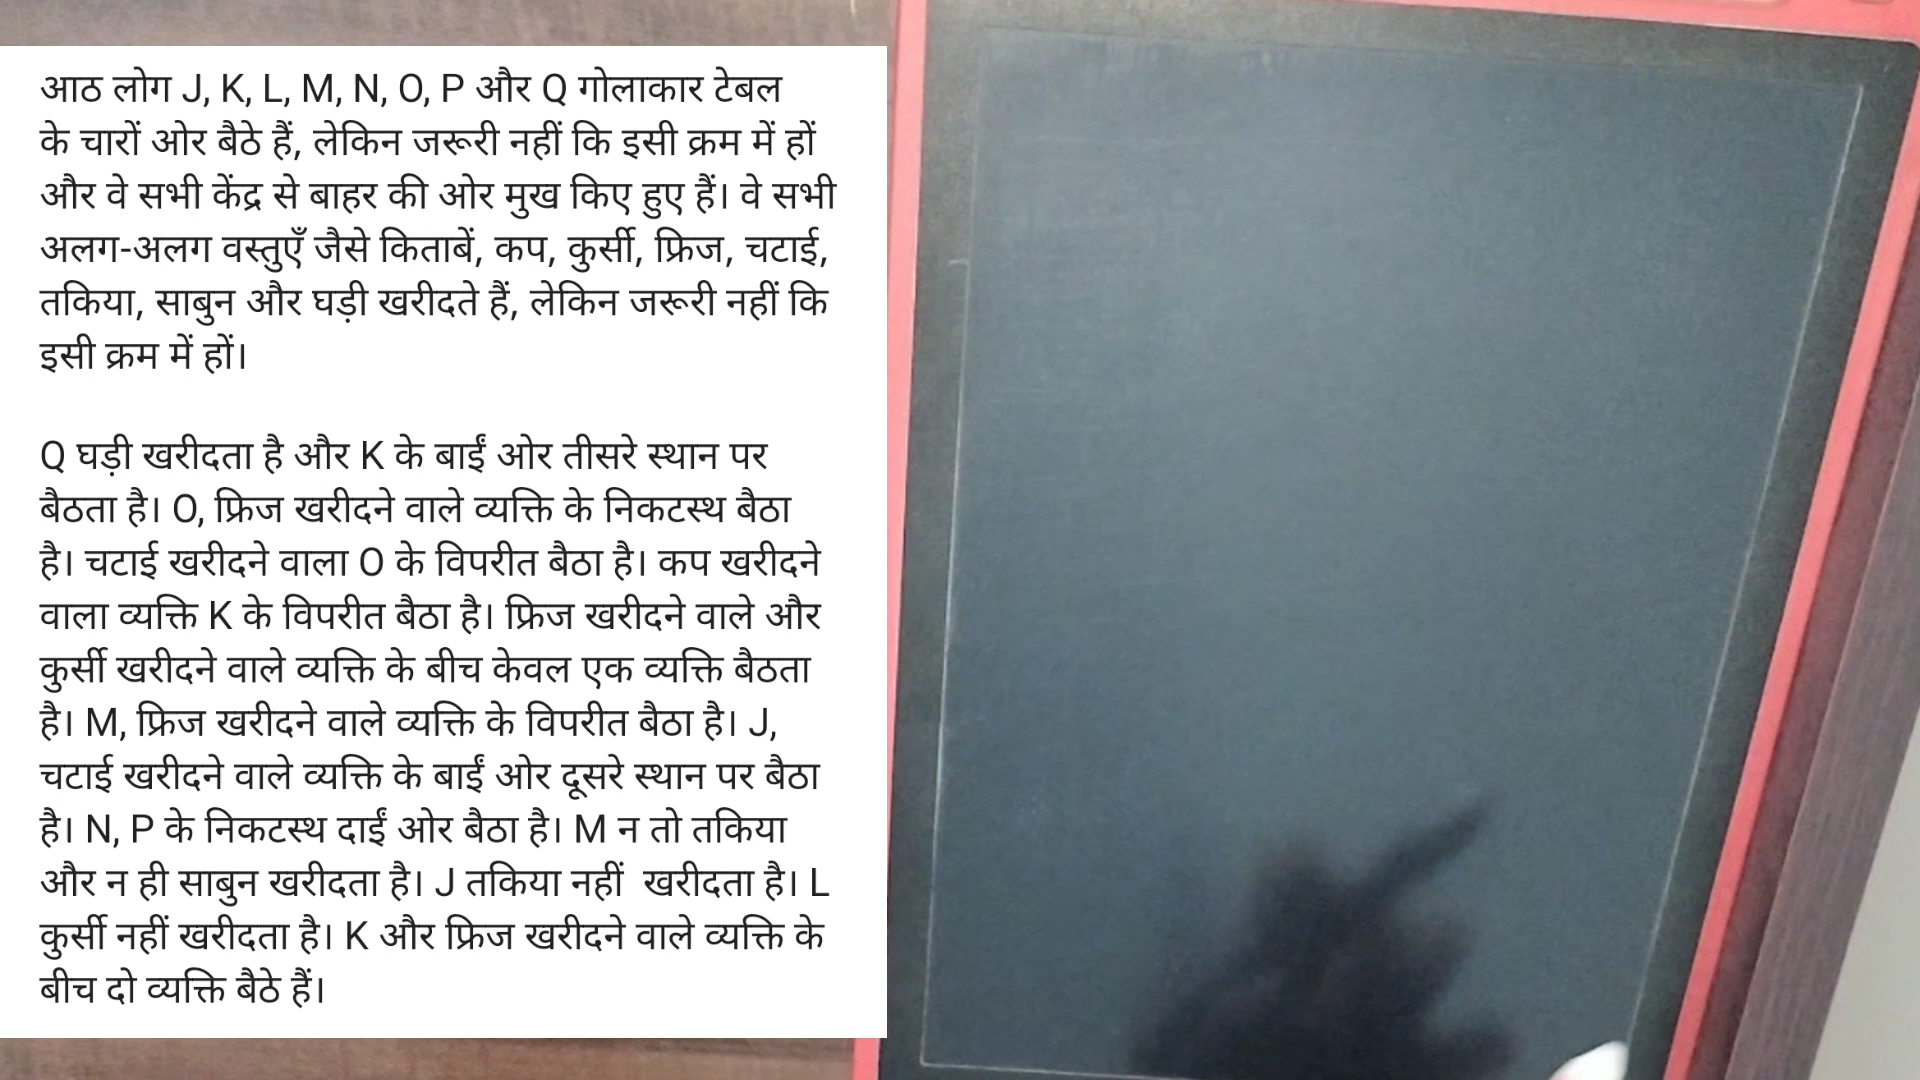 आठ लोग J, K, L, M, N, O, P और Q गोलाकार टेबल
के चारों ओर बैठे हैं, लेकिन जरूरी नहीं कि इसी क्रम में हों
और वे सभी केंद्र से बाहर की ओर मुख किए हुए हैं। वे सभी
अलग-अलग वस्तुएँ जैसे किताबें, कप, कुर्सी, फ्रिज, चटाई,
तकिया, साबुन और घड़ी खरीदते हैं, लेकिन जरूरी नहीं कि
इसी क्रम में हों।
Q घड़ी खरीदता है और K के बाईं ओर तीसरे स्थान पर
बैठता है। O, फ्रिज खरीदने वाले व्यक्ति के निकटस्थ बैठा
है। चटाई खरीदने वाला O के विपरीत बैठा है। कप खरीदने
वाला व्यक्ति K के विपरीत बैठा है। फ्रिज खरीदने वाले और
कुर्सी खरीदने वाले व्यक्ति के बीच केवल एक व्यक्ति बैठता
है। M, फ्रिज खरीदने वाले व्यक्ति के विपरीत बैठा है। J,
चटाई खरीदने वाले व्यक्ति के बाईं ओर दूसरे स्थान पर बैठा
है। N, P के निकटस्थ दाईं ओर बैठा है। M न तो तकिया
और न ही साबुन खरीदता है। J तकिया नहीं  खरीदता है। L
कुर्सी नहीं खरीदता है। K और फ्रिज खरीदने वाले व्यक्ति के
बीच दो व्यक्ति बैठे हैं।